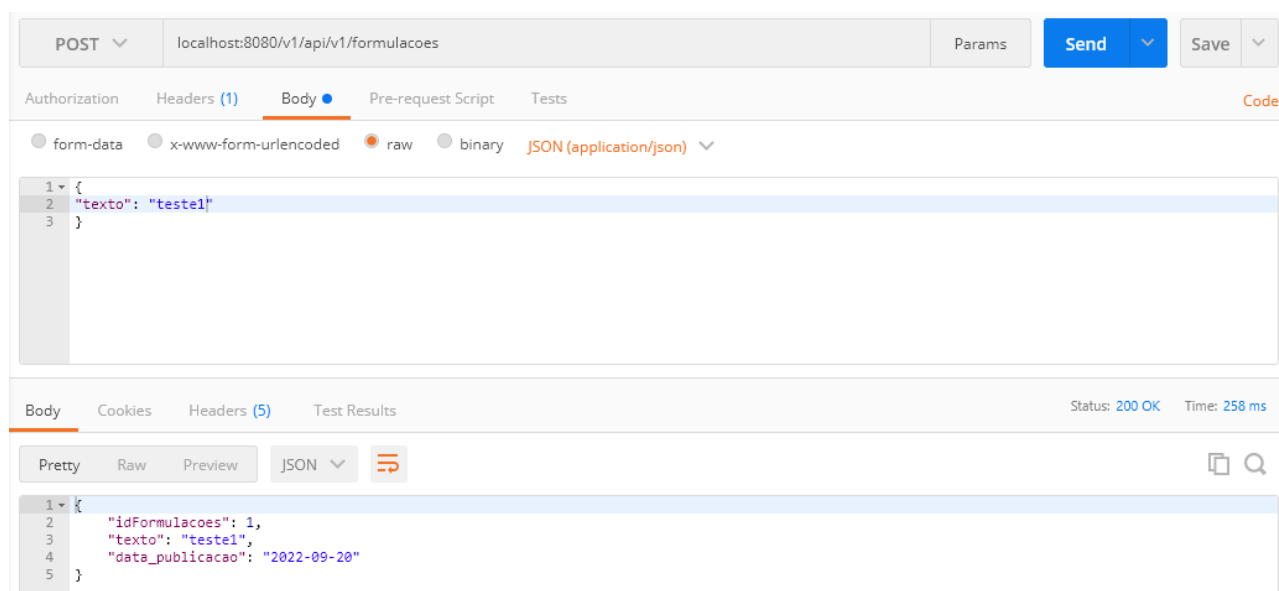 POST localhost:8080/v1/api/v1/formulacoes Params Send Save
Authorization Headers (1) Body Pre-request Script Tests Code
form-data x-www-form-urlencoded raw binary JSON (application/json)
1 {
2 "texto": "teste1"
3 }
Body Cookies Headers (5) Test Results Status: 200 OK Time: 258 ms
Pretty Raw Preview JSON
1 {
2 "idFormulacoes": 1,
3 "texto": "teste1",
4 "data_publicacao": "2022-09-20"
5 }